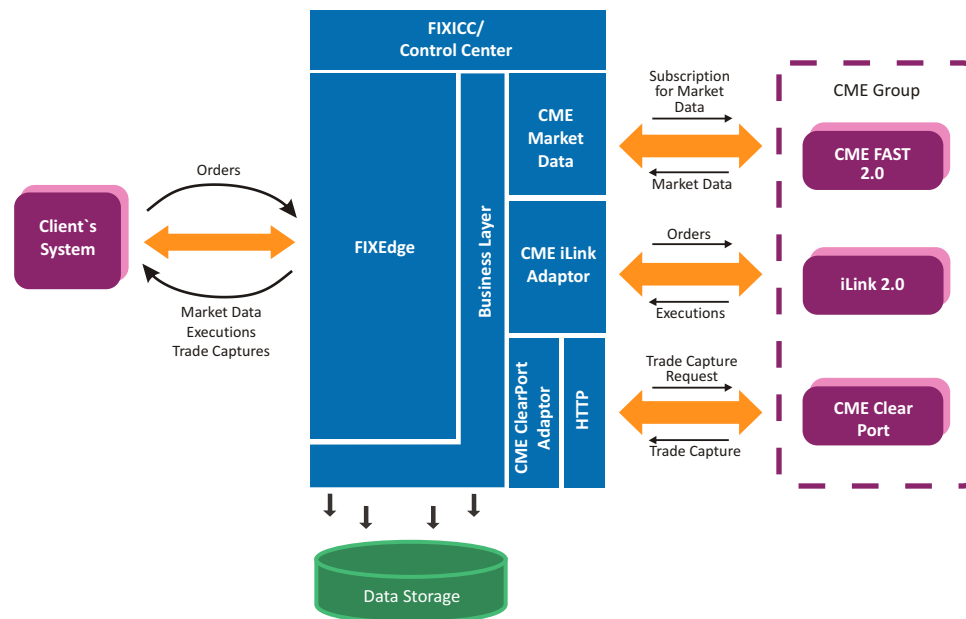 FIXICC/
Control Center
FIXEdge
Business Layer
CME
Market
Data
CME iLink
Adaptor
CME ClearPort
Adaptor
HTTP
Client`s
System
Orders
Market Data
Executions
Trade Captures
Subscription
for Market
Data
Market Data
Orders
Executions
Trade Capture
Request
Trade Capture
CME Group
CME FAST
2.0
iLink 2.0
CME Clear
Port
Data Storage